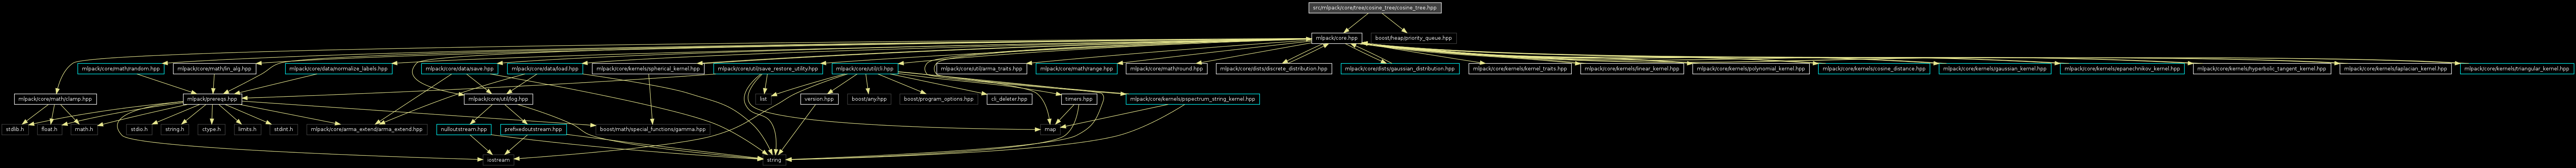 src/mlpack/core/tree/cosine_tree/cosine_tree.hpp
mlpack/core.hpp
boost/heap/priority_queue.hpp
mlpack/core/math/random.hpp
mlpack/core/math/lin_alg.hpp
mlpack/core/data/normalize_labels.hpp
mlpack/core/data/save.hpp
mlpack/core/data/load.hpp
mlpack/core/kernels/spherical_kernel.hpp
mlpack/core/util/save_restore_utility.hpp
mlpack/core/util/cli.hpp
mlpack/core/util/arma_traits.hpp
mlpack/core/math/range.hpp
mlpack/core/math/round.hpp
mlpack/core/dists/discrete_distribution.hpp
mlpack/core/dists/gaussian_distribution.hpp
mlpack/core/kernels/kernel_traits.hpp
mlpack/core/kernels/linear_kernel.hpp
mlpack/core/kernels/polynomial_kernel.hpp
mlpack/core/kernels/cosine_distance.hpp
mlpack/core/kernels/gaussian_kernel.hpp
mlpack/core/kernels/epanechnikov_kernel.hpp
mlpack/core/kernels/hyperbolic_tangent_kernel.hpp
mlpack/core/kernels/laplacian_kernel.hpp
mlpack/core/kernels/triangular_kernel.hpp
mlpack/core/math/clamp.hpp
mlpack/prereqs.hpp
mlpack/core/util/log.hpp
list
version.hpp
boost/any.hpp
boost/program_options.hpp
cli_deleter.hpp
timers.hpp
mlpack/core/kernels/pspectrum_string_kernel.hpp
stdlib.h
float.h
math.h
stdio.h
string.h
ctype.h
limits.h
stdint.h
mlpack/core/arma_extend/arma_extend.hpp
nulloutstream.hpp
prefixedoutstream.hpp
boost/math/special_functions/gamma.hpp
map
iostream
string